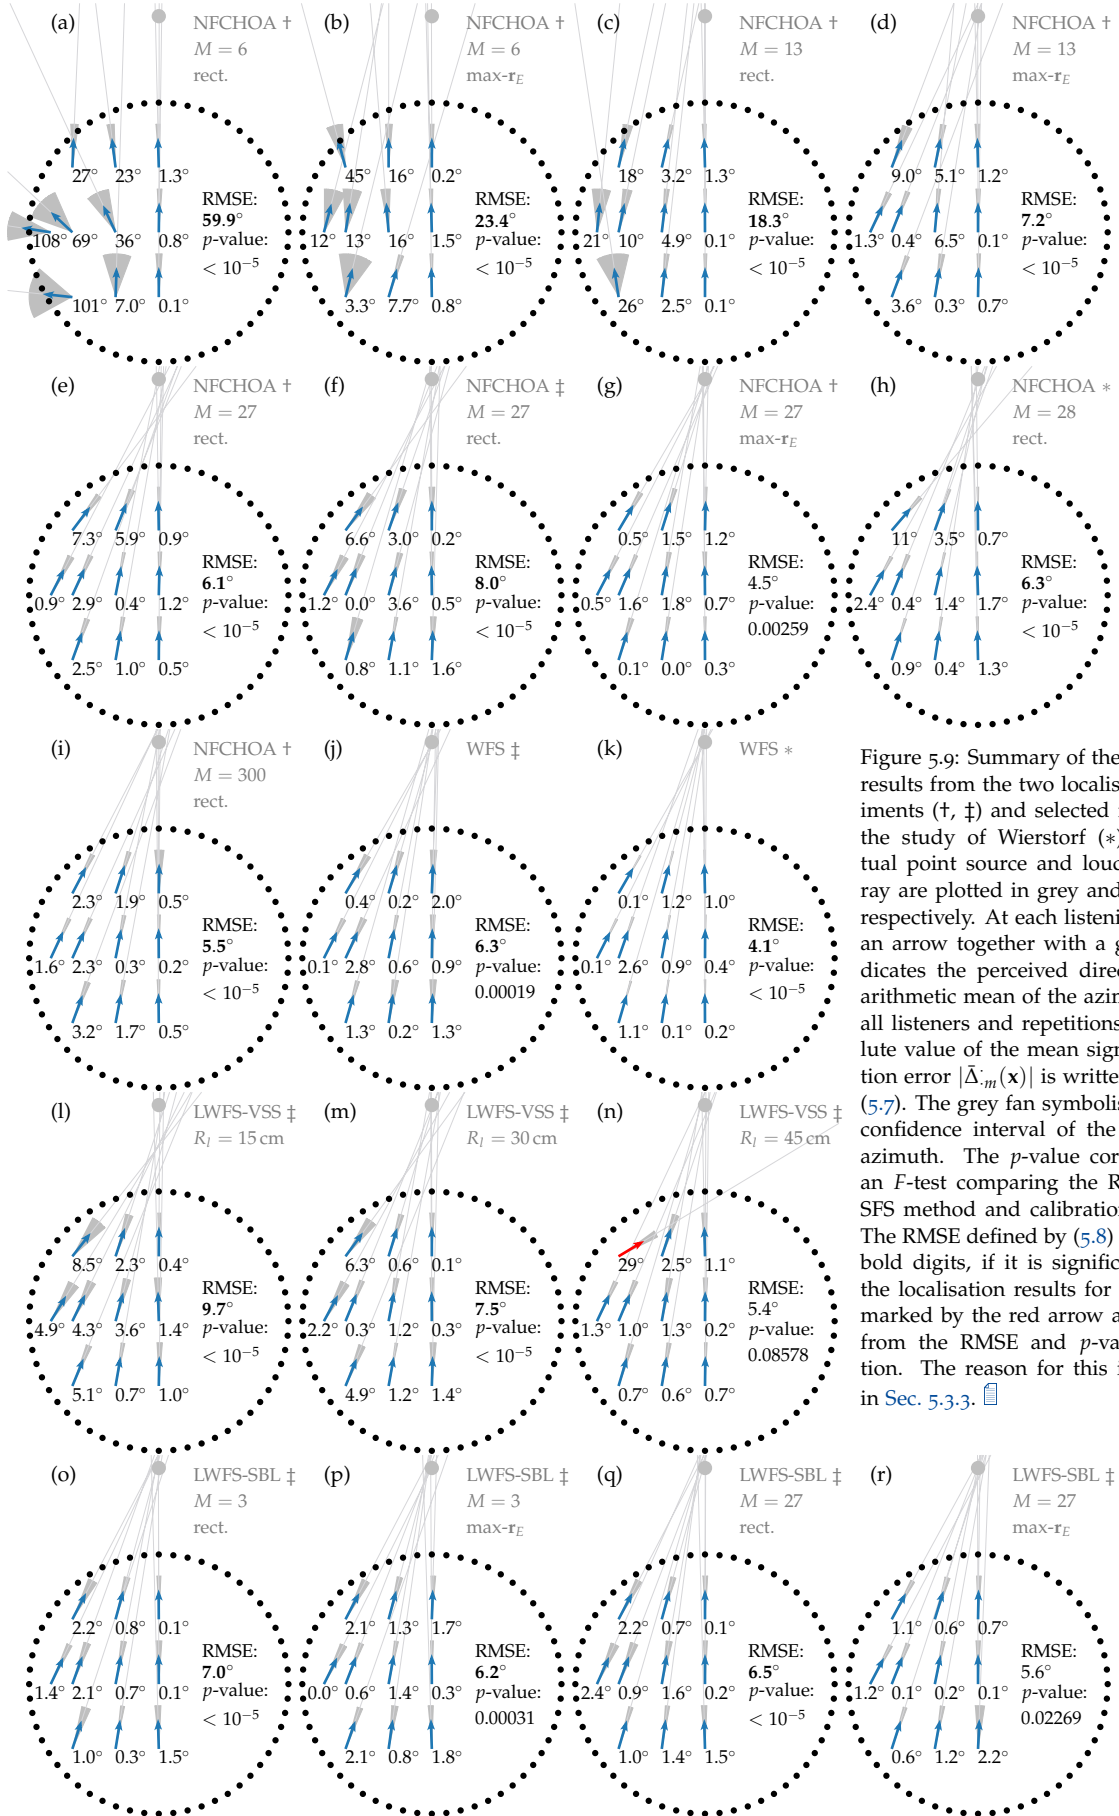 (a)
NFCHOA †
M = 6
rect.
27° 23° 1.3°
108° 69° 36° 0.8°
101° 7.0° 0.1°
RMSE:
59.9°
p-value:
< 10⁻⁵
(b)
NFCHOA †
M = 6
max-r_E
45° 16° 0.2°
12° 13° 16° 1.5°
3.3° 7.7° 0.8°
RMSE:
23.4°
p-value:
< 10⁻⁵
(c)
NFCHOA †
M = 13
rect.
18° 3.2° 1.3°
21° 10° 4.9° 0.1°
26° 2.5° 0.1°
RMSE:
18.3°
p-value:
< 10⁻⁵
(d)
NFCHOA †
M = 13
max-r_E
9.0° 5.1° 1.2°
1.3° 0.4° 6.5° 0.1°
3.6° 0.3° 0.7°
RMSE:
7.2°
p-value:
< 10⁻⁵
(e)
NFCHOA †
M = 27
rect.
7.3° 5.9° 0.9°
0.9° 2.9° 0.4° 1.2°
2.5° 1.0° 0.5°
RMSE:
6.1°
p-value:
< 10⁻⁵
(f)
NFCHOA ‡
M = 27
rect.
6.6° 3.0° 0.2°
1.2° 0.0° 3.6° 0.5°
0.8° 1.1° 1.6°
RMSE:
8.0°
p-value:
< 10⁻⁵
(g)
NFCHOA †
M = 27
max-r_E
0.5° 1.5° 1.2°
0.5° 1.6° 1.8° 0.7°
0.1° 0.0° 0.3°
RMSE:
4.5°
p-value:
0.00259
(h)
NFCHOA *
M = 28
rect.
11° 3.5° 0.7°
2.4° 0.4° 1.4° 1.7°
0.9° 0.4° 1.3°
RMSE:
6.3°
p-value:
< 10⁻⁵
(i)
NFCHOA †
M = 300
rect.
2.3° 1.9° 0.5°
1.6° 2.3° 0.3° 0.2°
3.2° 1.7° 0.5°
RMSE:
5.5°
p-value:
< 10⁻⁵
(j)
WFS ‡
0.4° 0.2° 2.0°
0.1° 2.8° 0.6° 0.9°
1.3° 0.2° 1.3°
RMSE:
6.3°
p-value:
0.00019
(k)
WFS *
0.1° 1.2° 1.0°
0.1° 2.6° 0.9° 0.4°
1.1° 0.1° 0.2°
RMSE:
4.1°
p-value:
< 10⁻⁵
Figure 5.9: Summary of the
results from the two localis
iments (†, ‡) and selected
the study of Wierstorf (*)
tual point source and louc
ray are plotted in grey and
respectively. At each listeni
an arrow together with a g
dicates the perceived direc
arithmetic mean of the azim
all listeners and repetitions
lute value of the mean sign
tion error |Δ̄:m(x)| is written
(5.7). The grey fan symbolis
confidence interval of the
azimuth. The p-value cor
an F-test comparing the R
SFS method and calibration
The RMSE defined by (5.8)
bold digits, if it is signific
the localisation results for
marked by the red arrow a
from the RMSE and p-va
tion. The reason for this i
in Sec. 5.3.3.
(l)
LWFS-VSS ‡
R_l = 15 cm
8.5° 2.3° 0.4°
4.9° 4.3° 3.6° 1.4°
5.1° 0.7° 1.0°
RMSE:
9.7°
p-value:
< 10⁻⁵
(m)
LWFS-VSS ‡
R_l = 30 cm
6.3° 0.6° 0.1°
2.2° 0.3° 1.2° 0.3°
4.9° 1.2° 1.4°
RMSE:
7.5°
p-value:
< 10⁻⁵
(n)
LWFS-VSS ‡
R_l = 45 cm
29° 2.5° 1.1°
1.3° 1.0° 1.3° 0.2°
0.7° 0.6° 0.7°
RMSE:
5.4°
p-value:
0.08578
(o)
LWFS-SBL ‡
M = 3
rect.
2.2° 0.8° 0.1°
1.4° 2.1° 0.7° 0.1°
1.0° 0.3° 1.5°
RMSE:
7.0°
p-value:
< 10⁻⁵
(p)
LWFS-SBL ‡
M = 3
max-r_E
2.1° 1.3° 1.7°
0.0° 0.6° 1.4° 0.3°
2.1° 0.8° 1.8°
RMSE:
6.2°
p-value:
0.00031
(q)
LWFS-SBL ‡
M = 27
rect.
2.2° 0.7° 0.1°
2.4° 0.9° 1.6° 0.2°
1.0° 1.4° 1.5°
RMSE:
6.5°
p-value:
< 10⁻⁵
(r)
LWFS-SBL ‡
M = 27
max-r_E
1.1° 0.6° 0.7°
1.2° 0.1° 0.2° 0.1°
0.6° 1.2° 2.2°
RMSE:
5.6°
p-value:
0.02269